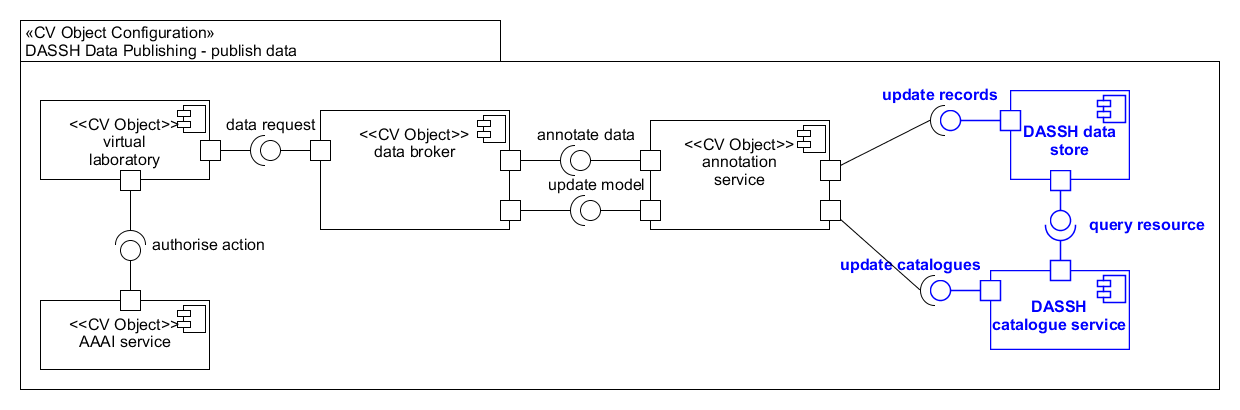 «CV Object Configuration»
DASSH Data Publishing - publish data
<<CV Object>>
virtual
laboratory
data request
<<CV Object>>
data broker
annotate data
update model
<<CV Object>>
annotation
service
update records
DASSH data
store
query resource
update catalogues
DASSH
catalogue service
authorise action
<<CV Object>>
AAAI service